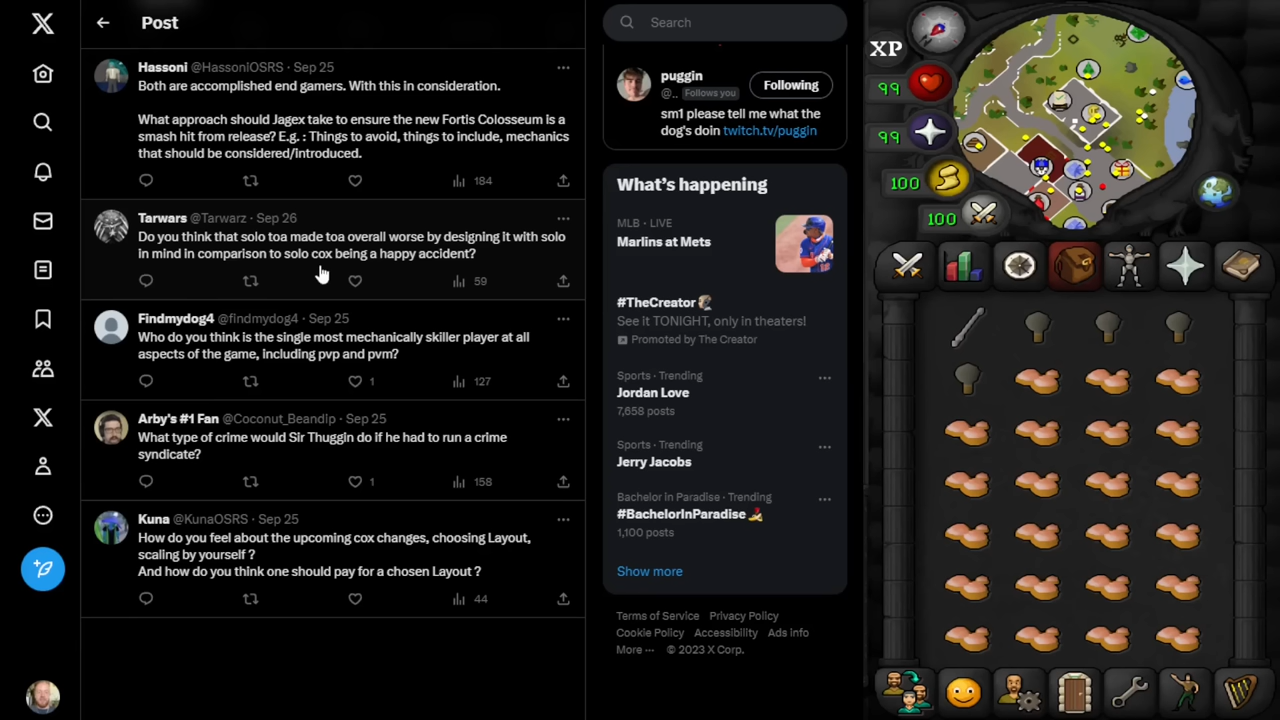 Post
Hassoni @HassoniOSRS · Sep 25
Both are accomplished end gamers. With this in consideration.
What approach should Jagex take to ensure the new Fortis Colosseum is a
smash hit from release? E.g. : Things to avoid, things to include, mechanics
that should be considered/introduced.
184
Tarwars @Tarwarz · Sep 26
Do you think that solo toa made toa overall worse by designing it with solo
in mind in comparison to solo cox being a happy accident?
59
Findmydog4 @findmydog4 · Sep 25
Who do you think is the single most mechanically skiller player at all
aspects of the game, including pvp and pvm?
1 127
Arby's #1 Fan @Coconut_Beandip · Sep 25
What type of crime would Sir Thuggin do if he had to run a crime
syndicate?
1 158
Kuna @KunaOSRS · Sep 25
How do you feel about the upcoming cox changes, choosing Layout,
scaling by yourself ?
And how do you think one should pay for a chosen Layout ?
44
Search
puggin
@.. Follows you
Following
sm1 please tell me what the
dog's doin twitch.tv/puggin
What's happening
MLB · LIVE
Marlins at Mets
#TheCreator
See it TONIGHT, only in theaters!
Promoted by The Creator
Sports · Trending
Jordan Love
7,658 posts
Sports · Trending
Jerry Jacobs
Bachelor in Paradise · Trending
#BachelorInParadise
1,100 posts
Show more
Terms of Service Privacy Policy
Cookie Policy Accessibility Ads info
More ··· © 2023 X Corp.
XP
99
99
100
100